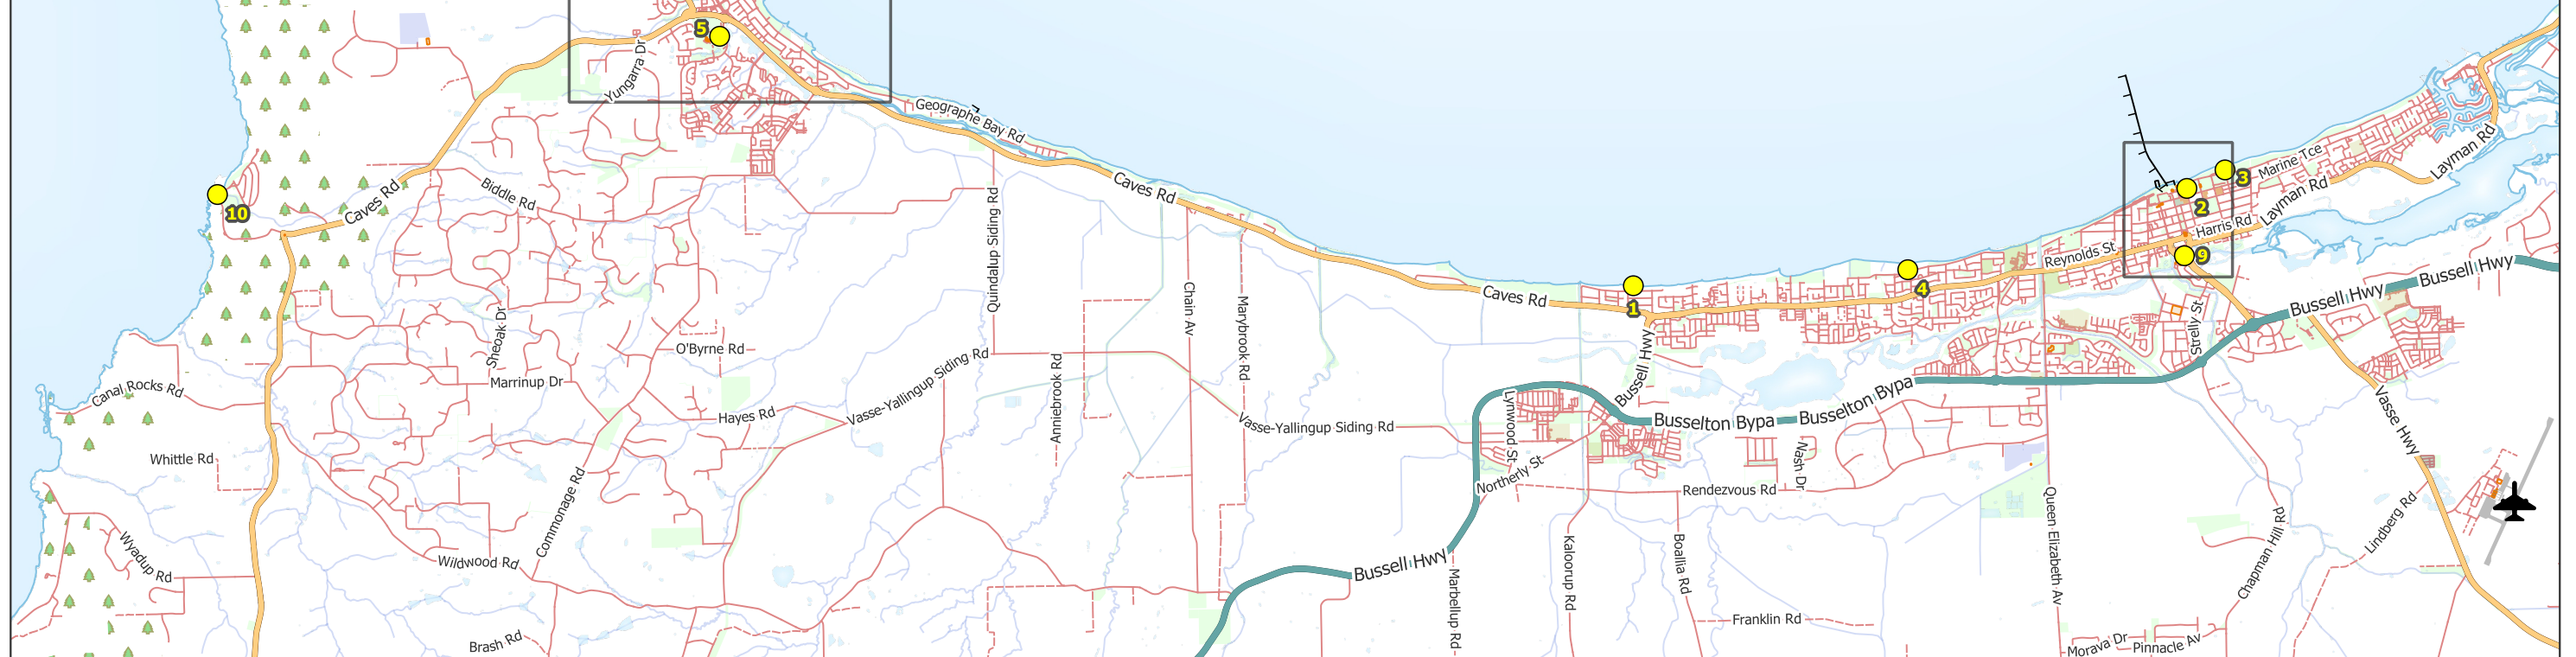 5
Yungarra Dr
Geographe Bay Rd
Caves Rd
Biddle Rd
10
Caves Rd
Quindalup Siding Rd
Chain Av
Marybrook Rd
Sheoak Dr
O'Byrne Rd
Canal Rocks Rd
Marrinup Dr
Hayes Rd
Vasse-Yallingup Siding Rd
Anniebrook Rd
Vasse-Yallingup Siding Rd
Whittle Rd
Commonage Rd
Wyadup Rd
Wildwood Rd
Brash Rd
Caves Rd
1
4
Bussell Hwy
Lynwood St
Northerly St
Busselton Bypa
Busselton Bypa
Nash Dr
Rendezvous Rd
Bussell Hwy
Marbellup Rd
Kaloorup Rd
Boallia Rd
Franklin Rd
Queen Elizabeth Av
Morava Dr
Pinnacle Av
Chapman Hill Rd
Lindberg Rd
Vasse Hwy
Strelly St
Bussell Hwy
Bussell Hwy
Reynolds St
Harris Rd
Layman Rd
Marine Tce
Layman Rd
2
3
9